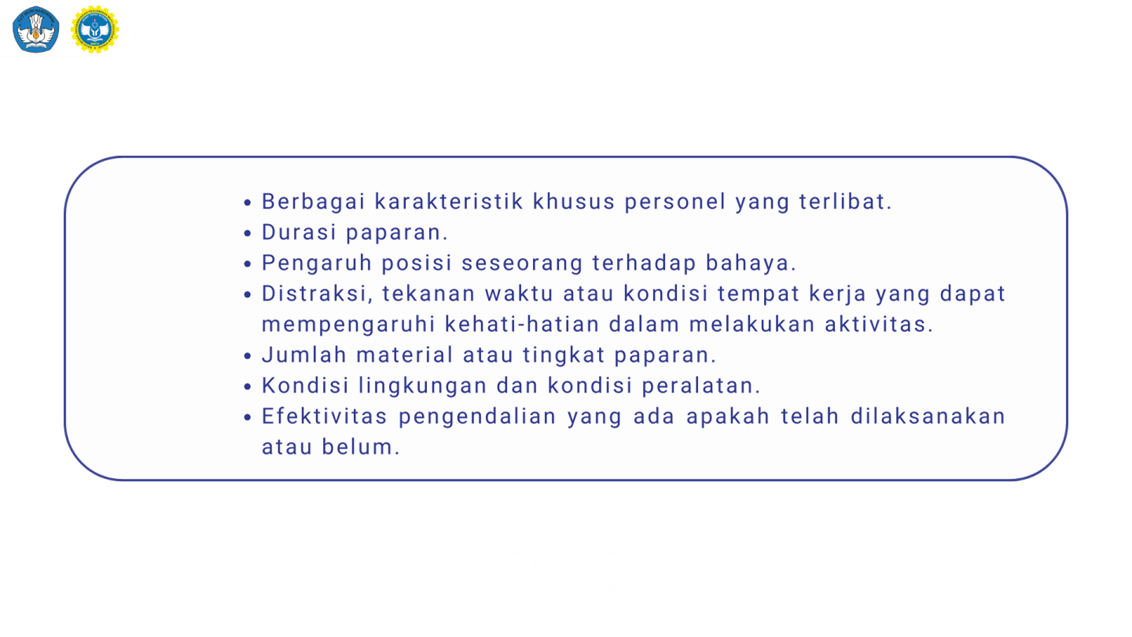 • Berbagai karakteristik khusus personel yang terlibat.
• Durasi paparan.
• Pengaruh posisi seseorang terhadap bahaya.
• Distraksi, tekanan waktu atau kondisi tempat kerja yang dapat
mempengaruhi kehati-hatian dalam melakukan aktivitas.
• Jumlah material atau tingkat paparan.
• Kondisi lingkungan dan kondisi peralatan.
• Efektivitas pengendalian yang ada apakah telah dilaksanakan
atau belum.